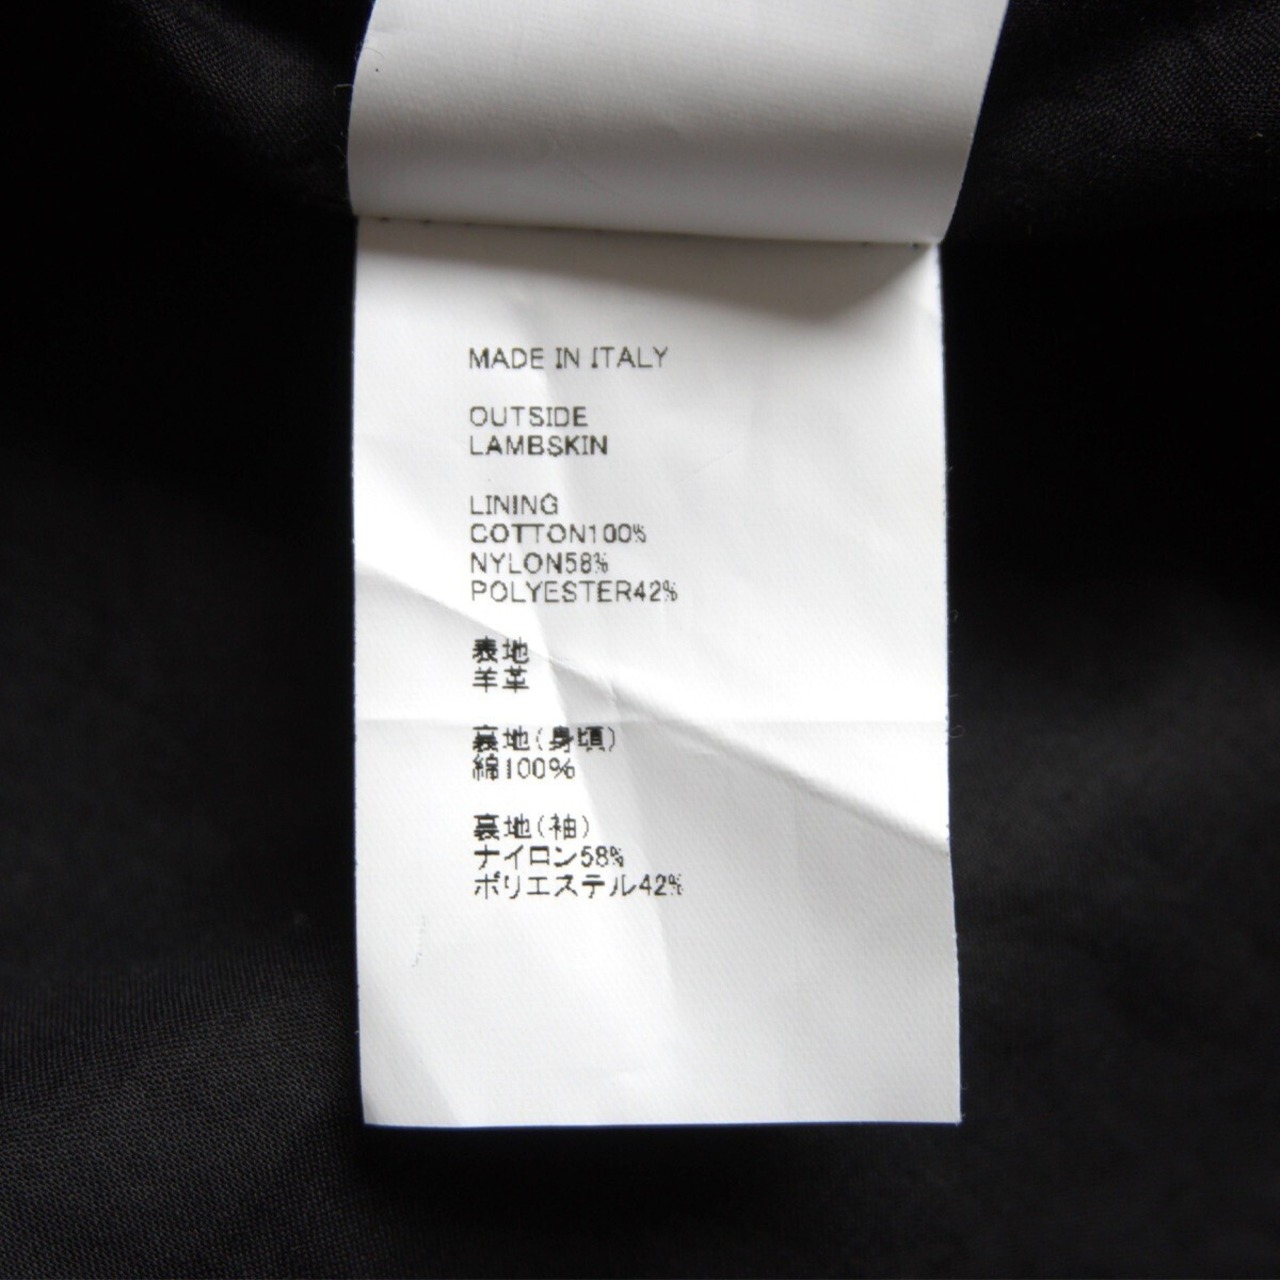 MADE IN ITALY
OUTSIDE
LAMBSKIN
LINING
COTTON100%
NYLON58%
POLYESTER42%
表地
羊革
裏地(身頃)
綿100%
裏地(袖)
ナイロン58%
ポリエステル42%